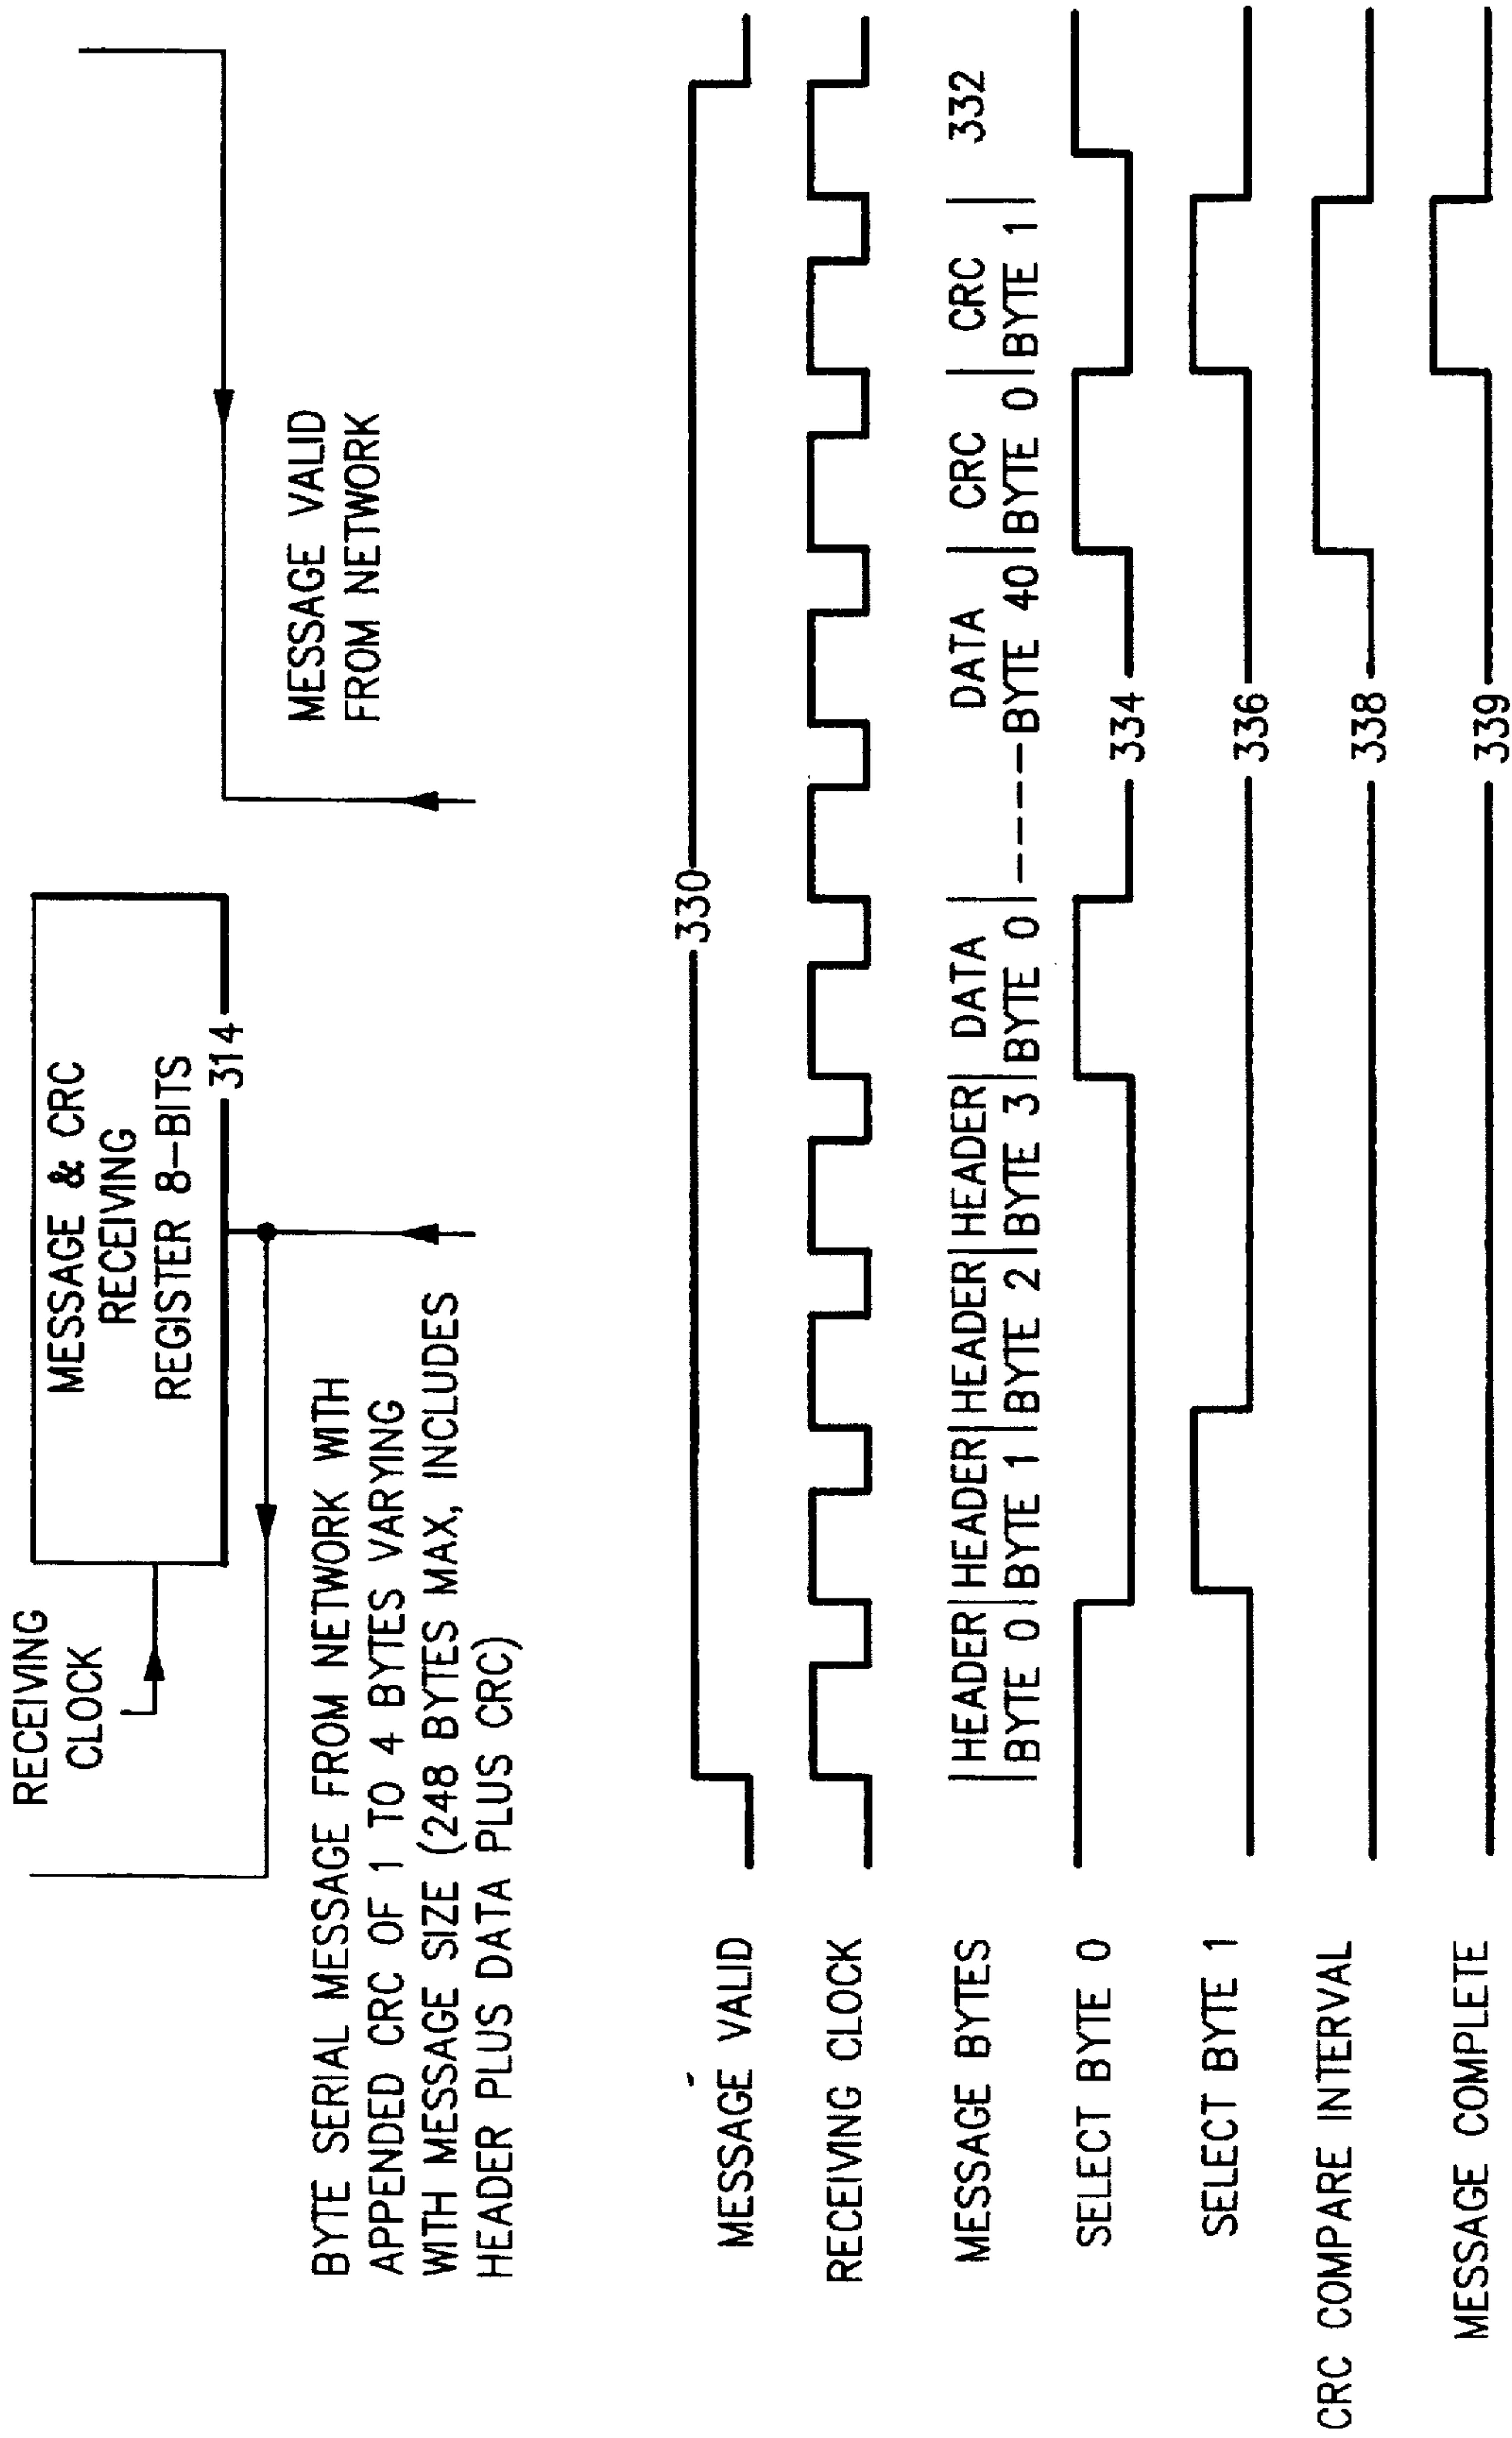 RECEIVING
CLOCK
MESSAGE & CRC
RECEIVING
REGISTER 8-BITS
314
MESSAGE VALID
FROM NETWORK
BYTE SERIAL MESSAGE FROM NETWORK WITH
APPENDED CRC OF 1 TO 4 BYTES VARYING
WITH MESSAGE SIZE (248 BYTES MAX, INCLUDES
HEADER PLUS DATA PLUS CRC)
MESSAGE VALID
330
RECEIVING CLOCK
MESSAGE BYTES
|HEADER|HEADER|HEADER|HEADER| DATA | DATA | CRC | CRC | 332
|BYTE 0|BYTE 1|BYTE 2|BYTE 3|BYTE 0|----BYTE 40|BYTE 0|BYTE 1|
SELECT BYTE 0
334
SELECT BYTE 1
336
CRC COMPARE INTERVAL
338
MESSAGE COMPLETE
339